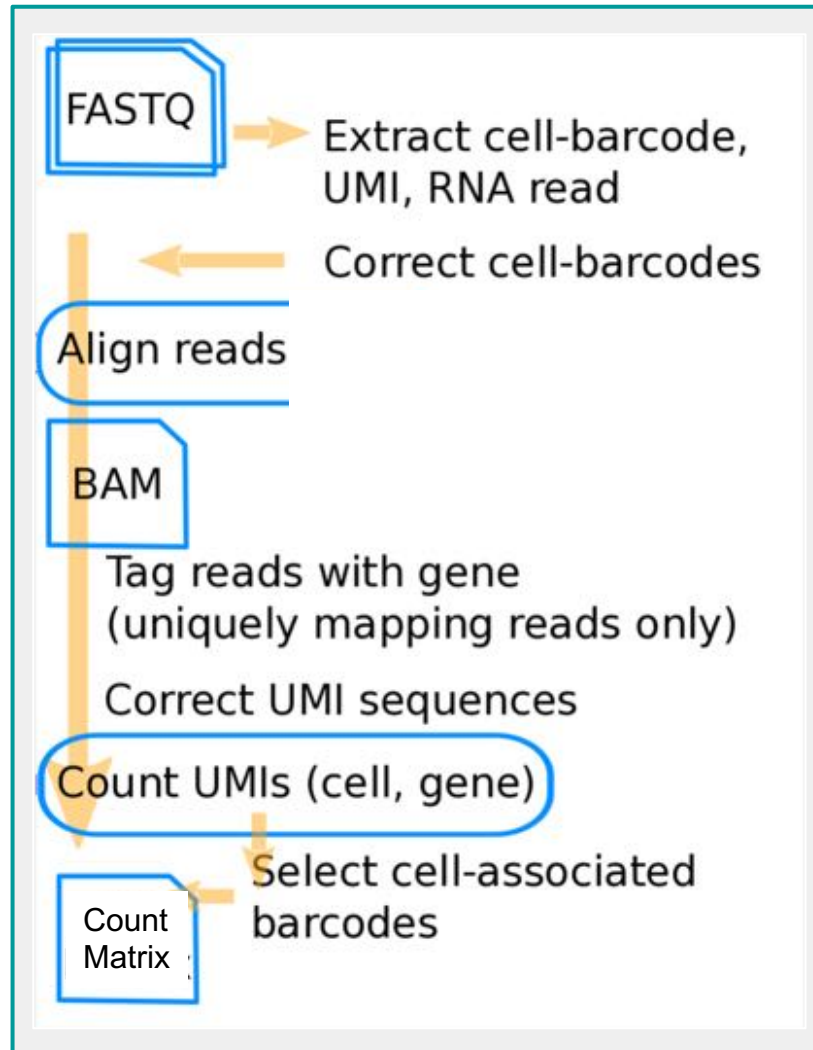 FASTQ
Extract cell-barcode,
UMI, RNA read
Correct cell-barcodes
Align reads
BAM
Tag reads with gene
(uniquely mapping reads only)
Correct UMI sequences
Count UMIs (cell, gene)
Select cell-associated
barcodes
Count
Matrix